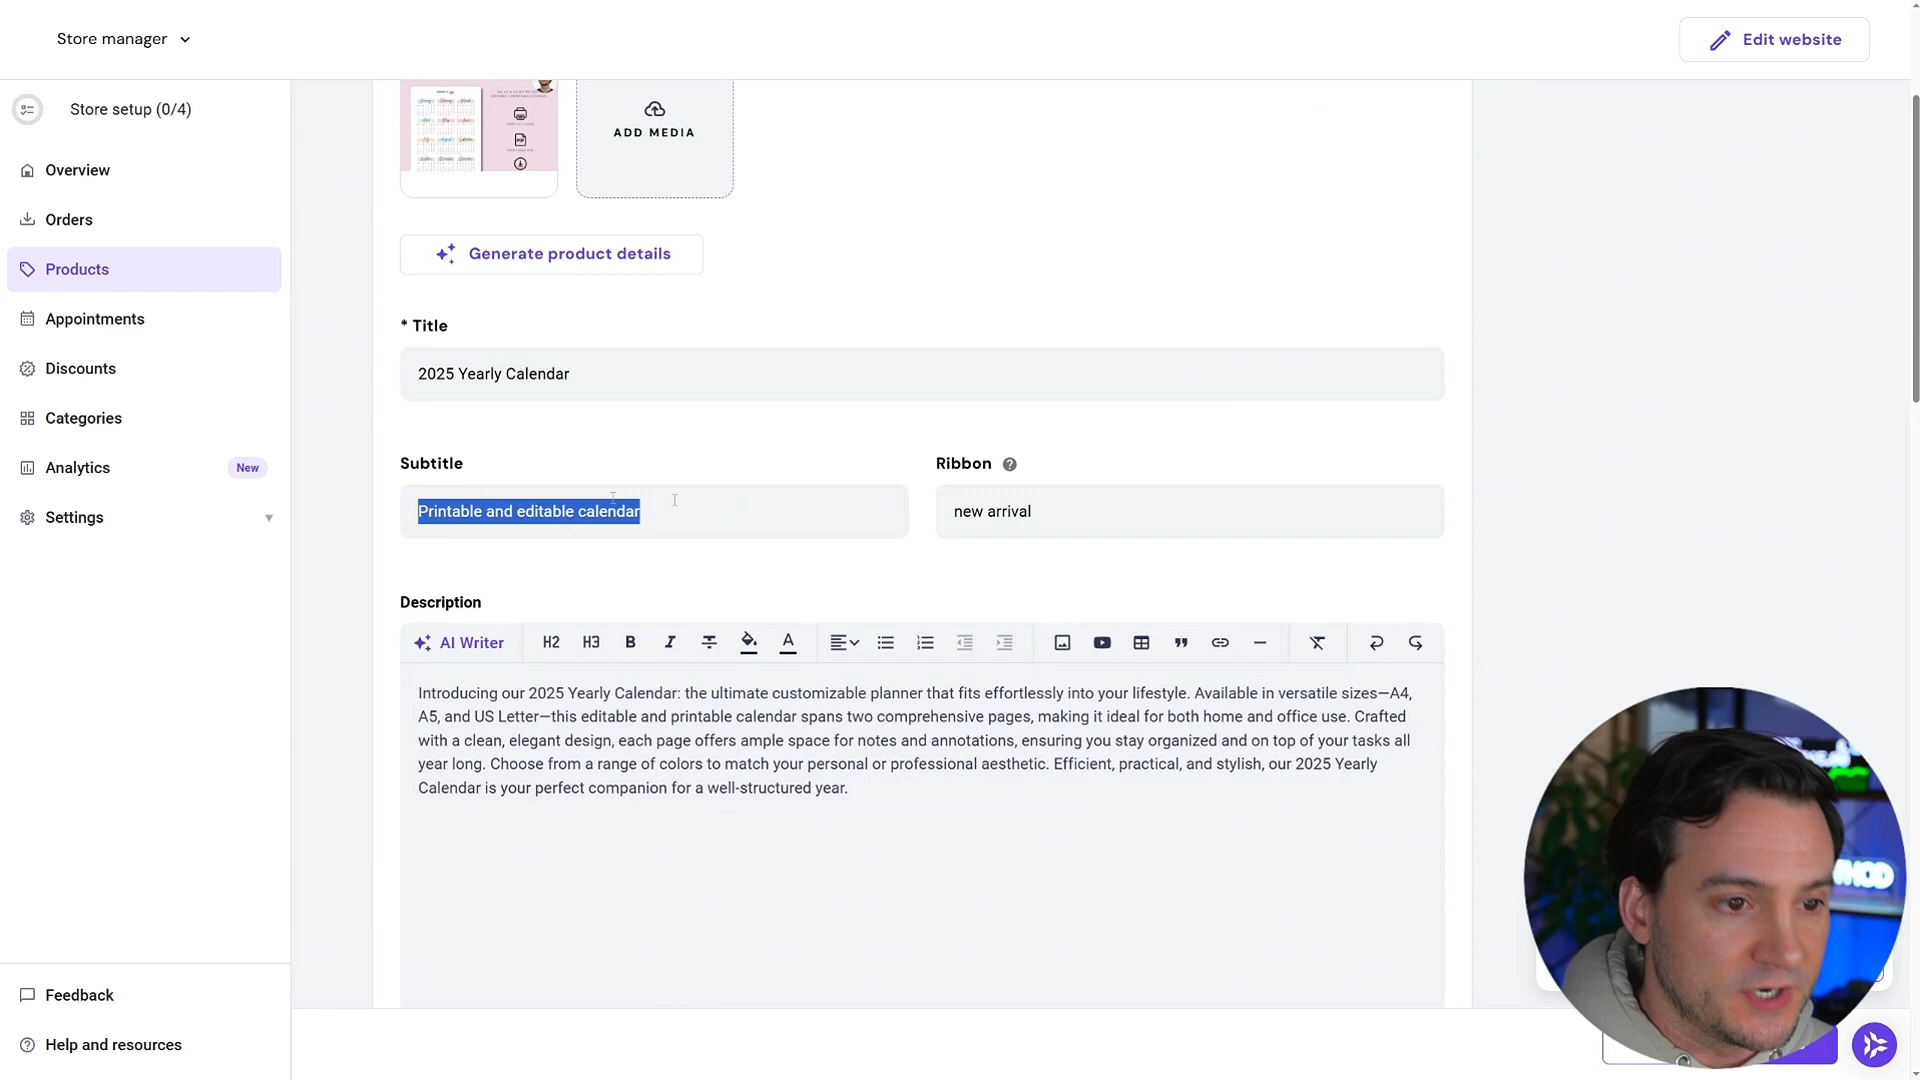 Store manager
Edit website
Store setup (0/4)
Overview
Orders
Products
Appointments
Discounts
Categories
Analytics
New
Settings
Feedback
Help and resources
ADD MEDIA
PDF
Generate product details
* Title
2025 Yearly Calendar
Subtitle
Ribbon
Printable and editable calendar
new arrival
Description
AI Writer
H2
H3
B
I
A
Introducing our 2025 Yearly Calendar: the ultimate customizable planner that fits effortlessly into your lifestyle. Available in versatile sizes—A4,
A5, and US Letter—this editable and printable calendar spans two comprehensive pages, making it ideal for both home and office use. Crafted
with a clean, elegant design, each page offers ample space for notes and annotations, ensuring you stay organized and on top of your tasks all
year long. Choose from a range of colors to match your personal or professional aesthetic. Efficient, practical, and stylish, our 2025 Yearly
Calendar is your perfect companion for a well-structured year.